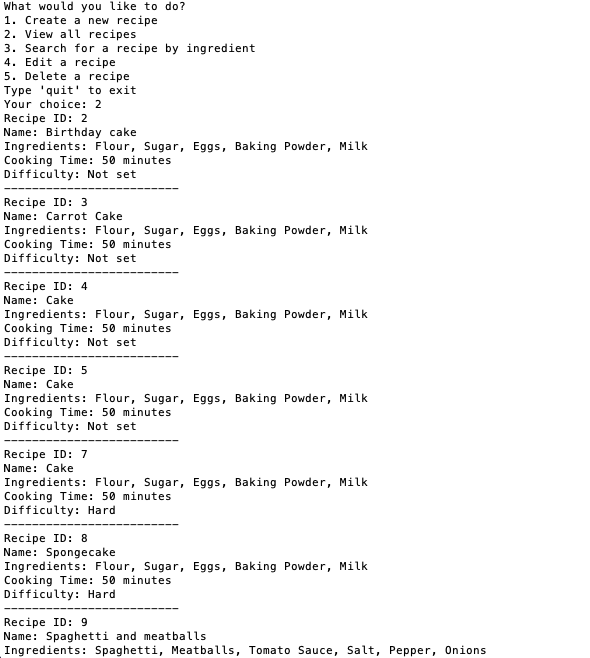 What would you like to do?
1. Create a new recipe
2. View all recipes
3. Search for a recipe by ingredient
4. Edit a recipe
5. Delete a recipe
Type 'quit' to exit
Your choice: 2
Recipe ID: 2
Name: Birthday cake
Ingredients: Flour, Sugar, Eggs, Baking Powder, Milk
Cooking Time: 50 minutes
Difficulty: Not set
-------------------------
Recipe ID: 3
Name: Carrot Cake
Ingredients: Flour, Sugar, Eggs, Baking Powder, Milk
Cooking Time: 50 minutes
Difficulty: Not set
-------------------------
Recipe ID: 4
Name: Cake
Ingredients: Flour, Sugar, Eggs, Baking Powder, Milk
Cooking Time: 50 minutes
Difficulty: Not set
-------------------------
Recipe ID: 5
Name: Cake
Ingredients: Flour, Sugar, Eggs, Baking Powder, Milk
Cooking Time: 50 minutes
Difficulty: Not set
-------------------------
Recipe ID: 7
Name: Cake
Ingredients: Flour, Sugar, Eggs, Baking Powder, Milk
Cooking Time: 50 minutes
Difficulty: Hard
-------------------------
Recipe ID: 8
Name: Spongecake
Ingredients: Flour, Sugar, Eggs, Baking Powder, Milk
Cooking Time: 50 minutes
Difficulty: Hard
-------------------------
Recipe ID: 9
Name: Spaghetti and meatballs
Ingredients: Spaghetti, Meatballs, Tomato Sauce, Salt, Pepper, Onions